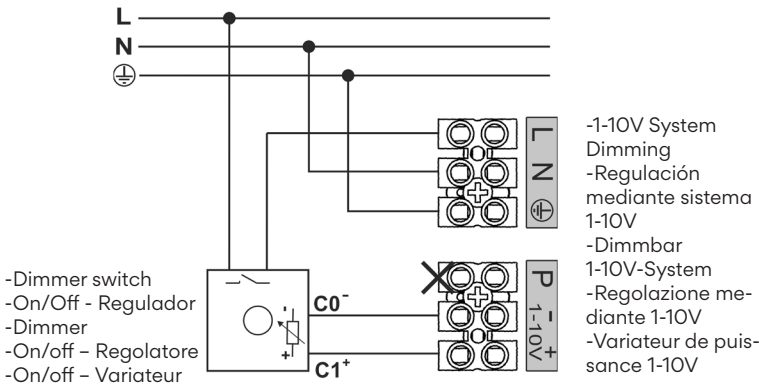 L
N
L
N
-1-10V System
Dimming
-Regulación
mediante sistema
1-10V
-Dimmbar
1-10V-System
-Regolazione me-
diante 1-10V
-Variateur de puis-
sance 1-10V
-Dimmer switch
-On/Off - Regulador
-Dimmer
-On/off – Regolatore
-On/off – Variateur
-
+
C0⁻
C1⁺
P - +
1-10V